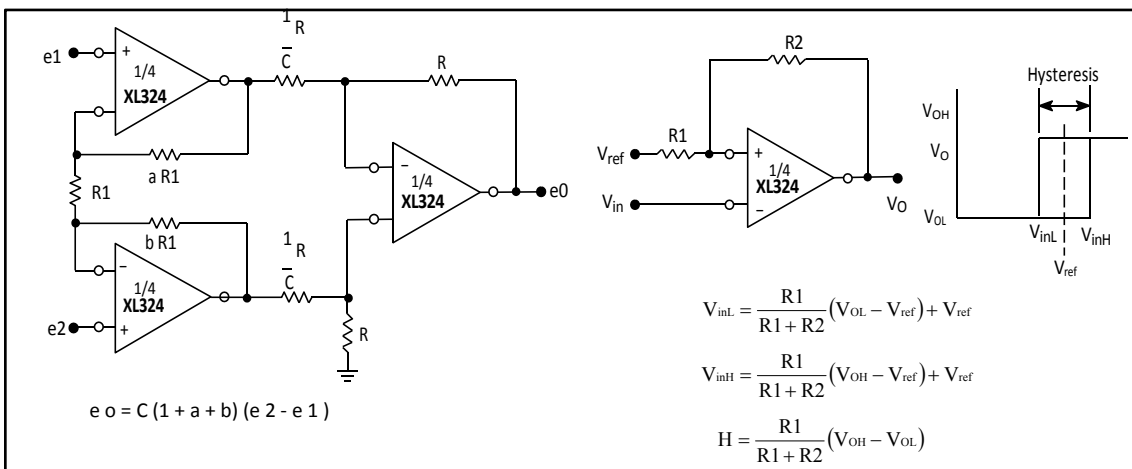 e1
+
1/4
XL324
1
C
R
R
a R1
R1
b R1
−
1/4
XL324
e0
−
1/4
XL324
+
e2
1
C
R
R
e o = C (1 + a + b) (e 2 - e 1 )
R2
Vref
R1
+
1/4
XL324
−
Vin
VO
Hysteresis
VOH
VO
VOL
VinL
VinH
Vref
VinL = R1 / R1 + R2 (VOL − Vref) + Vref
VinH = R1 / R1 + R2 (VOH − Vref) + Vref
H = R1 / R1 + R2 (VOH − VOL)